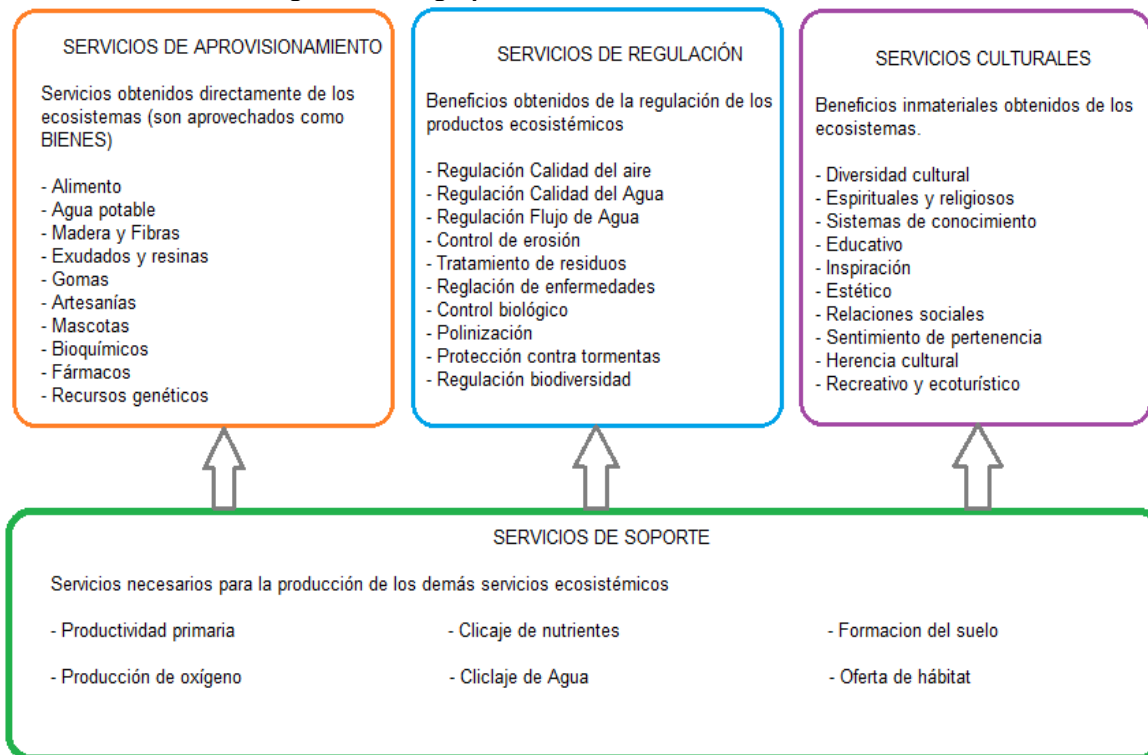 SERVICIOS DE APROVISIONAMIENTO
Servicios obtenidos directamente de los
ecosistemas (son aprovechados como
BIENES)
- Alimento
- Agua potable
- Madera y Fibras
- Exudados y resinas
- Gomas
- Artesanías
- Mascotas
- Bioquímicos
- Fármacos
- Recursos genéticos
SERVICIOS DE REGULACIÓN
Beneficios obtenidos de la regulación de los
productos ecosistémicos
- Regulación Calidad del aire
- Regulación Calidad del Agua
- Regulación Flujo de Agua
- Control de erosión
- Tratamiento de residuos
- Reglación de enfermedades
- Control biológico
- Polinización
- Protección contra tormentas
- Regulación biodiversidad
SERVICIOS CULTURALES
Beneficios inmateriales obtenidos de los
ecosistemas.
- Diversidad cultural
- Espirituales y religiosos
- Sistemas de conocimiento
- Educativo
- Inspiración
- Estético
- Relaciones sociales
- Sentimiento de pertenencia
- Herencia cultural
- Recreativo y ecoturístico
SERVICIOS DE SOPORTE
Servicios necesarios para la producción de los demás servicios ecosistémicos
- Productividad primaria
- Clicaje de nutrientes
- Formacion del suelo
- Producción de oxígeno
- Cliclaje de Agua
- Oferta de hábitat